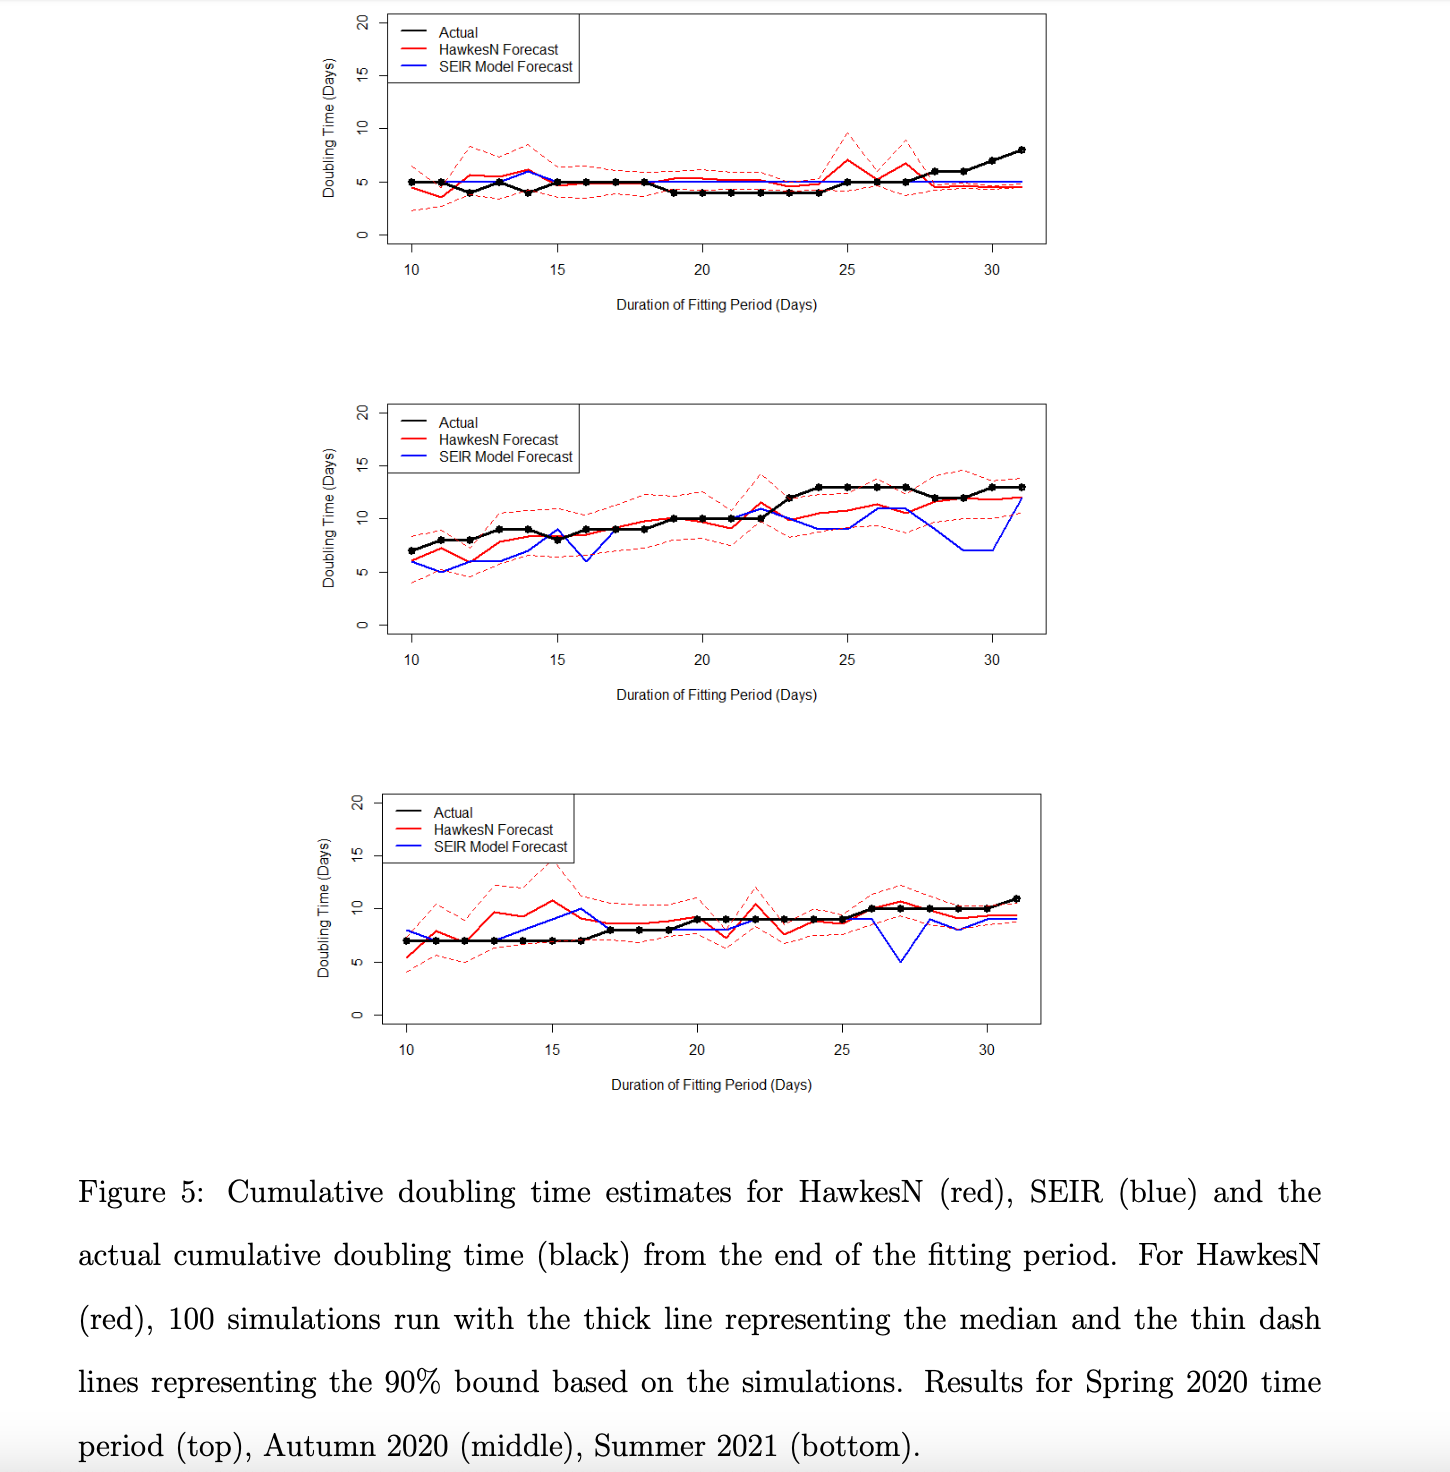 Actual
HawkesN Forecast
SEIR Model Forecast
Doubling Time (Days)
20
15
10
5
0
10 15 20 25 30
Duration of Fitting Period (Days)
Actual
HawkesN Forecast
SEIR Model Forecast
Doubling Time (Days)
20
15
10
5
0
10 15 20 25 30
Duration of Fitting Period (Days)
Actual
HawkesN Forecast
SEIR Model Forecast
Doubling Time (Days)
20
15
10
5
0
10 15 20 25 30
Duration of Fitting Period (Days)
Figure 5: Cumulative doubling time estimates for HawkesN (red), SEIR (blue) and the
actual cumulative doubling time (black) from the end of the fitting period. For HawkesN
(red), 100 simulations run with the thick line representing the median and the thin dash
lines representing the 90% bound based on the simulations. Results for Spring 2020 time
period (top), Autumn 2020 (middle), Summer 2021 (bottom).